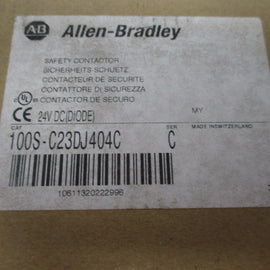 AB Allen-Bradley
SAFETY CONTACTOR
SICHERHEITS-SCHUETZ
CONTACTEUR DE SECURITE
CONTATTORE DI SICUREZZA
CONTACTOR DE SEGURO
24V DC(DIODE)
MY
CAT
SER
MADE IN SWITZERLAND
100S-C23DJ404C C
10611320222996